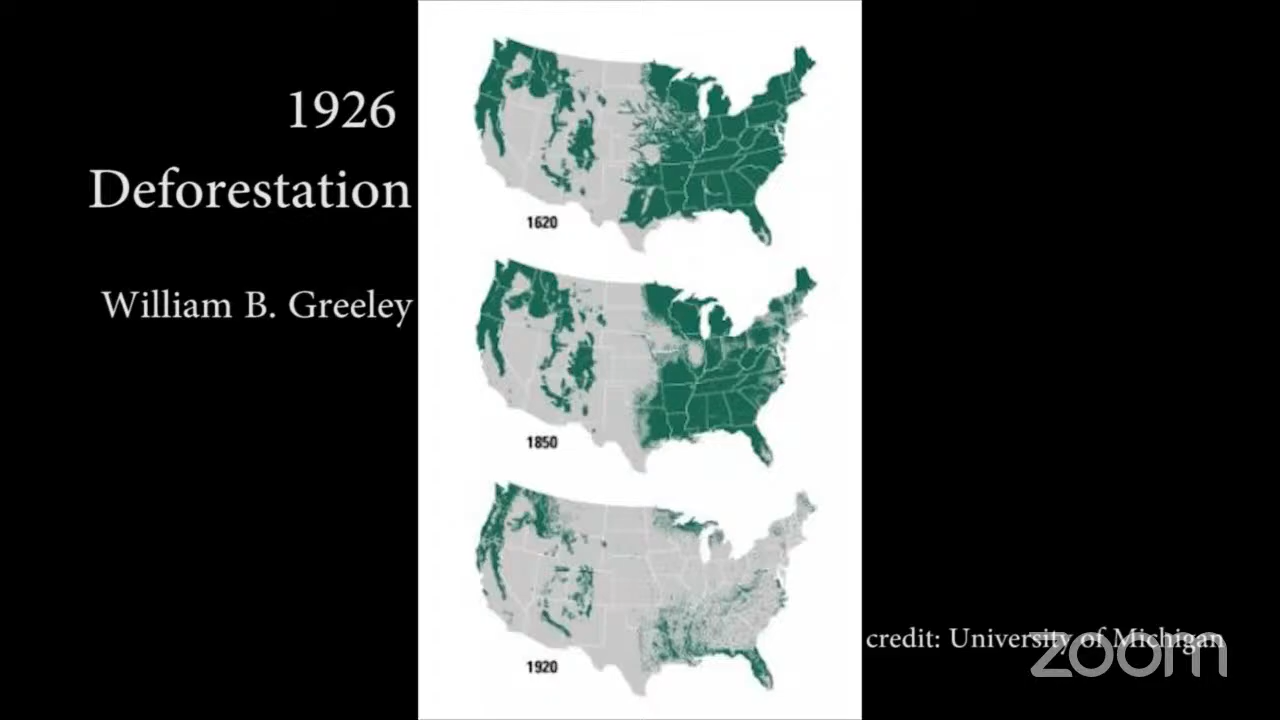 1926
Deforestation
William B. Greeley
1620
1850
1920
credit: University of Michigan
zoom